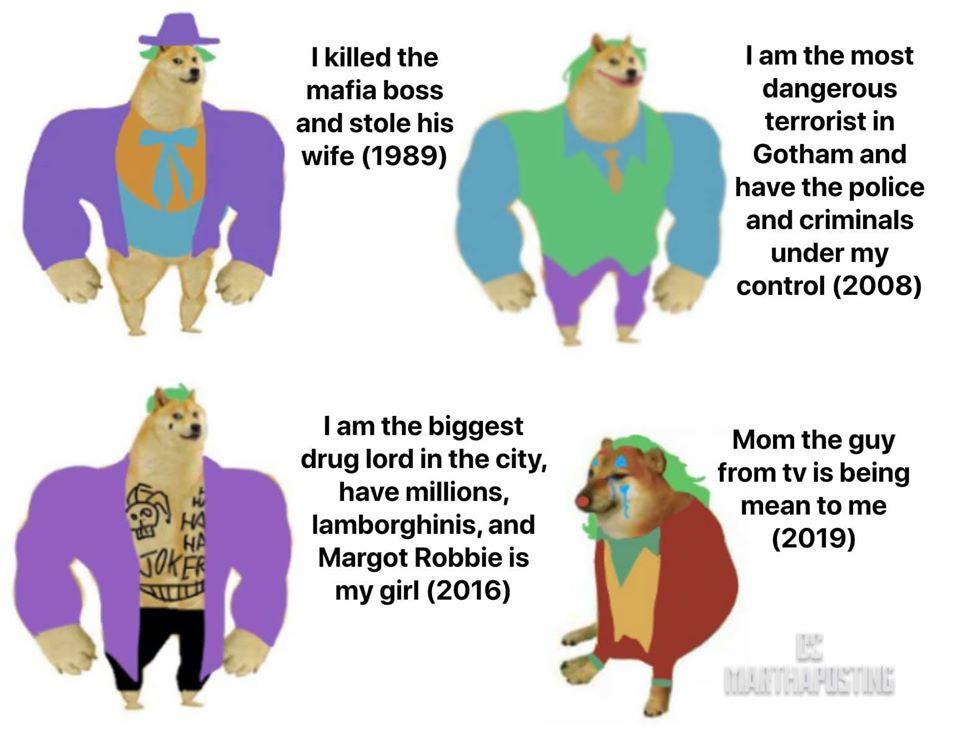 I killed the
mafia boss
and stole his
wife (1989)
I am the most
dangerous
terrorist in
Gotham and
have the police
and criminals
under my
control (2008)
I am the biggest
drug lord in the city,
have millions,
lamborghinis, and
Margot Robbie is
my girl (2016)
HA
HA
HA
JOKER
Mom the guy
from tv is being
mean to me
(2019)
DC
MARTHAPOSTING